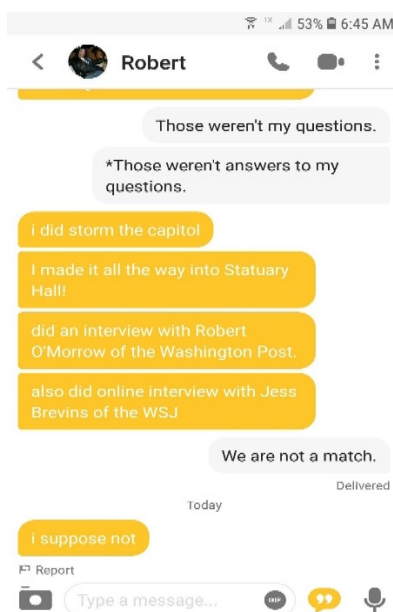 1X 53% 6:45 AM
Robert
Those weren't my questions.
*Those weren't answers to my
questions.
i did storm the capitol
I made it all the way into Statuary
Hall!
did an interview with Robert
O'Morrow of the Washington Post.
also did online interview with Jess
Brevins of the WSJ
We are not a match.
Delivered
Today
i suppose not
Report
Type a message...
GIF